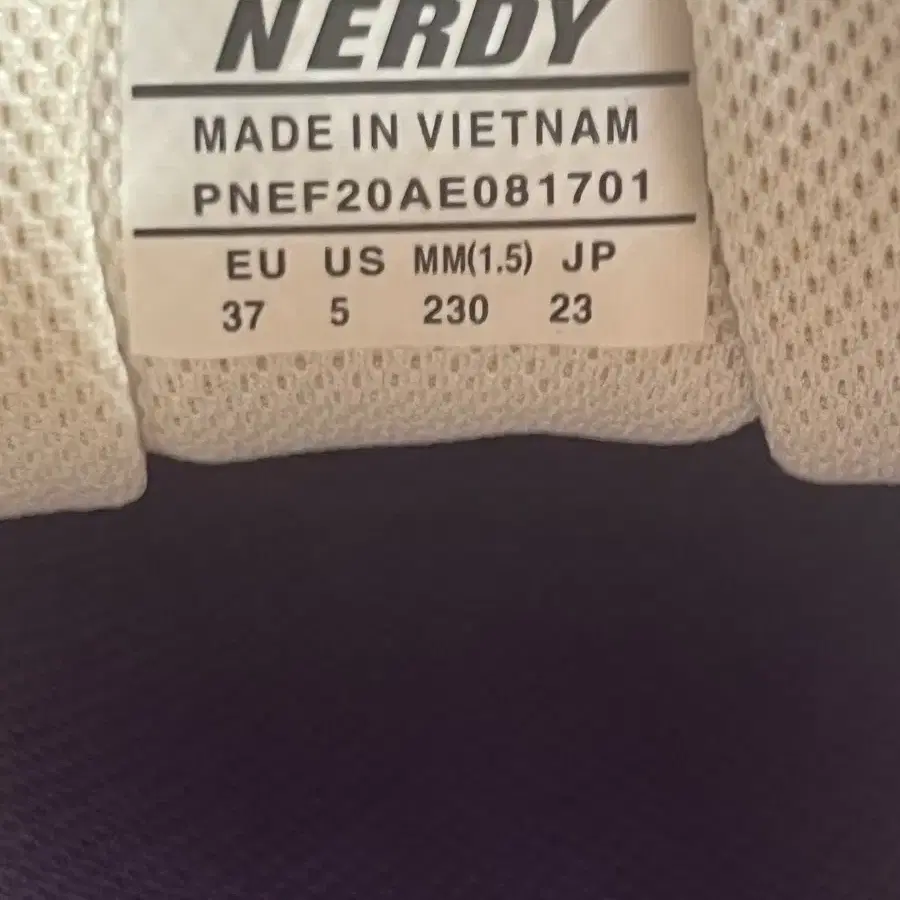 NERDY
MADE IN VIETNAM
PNEF20AE081701
EU US MM(1.5) JP
37 5 230 23